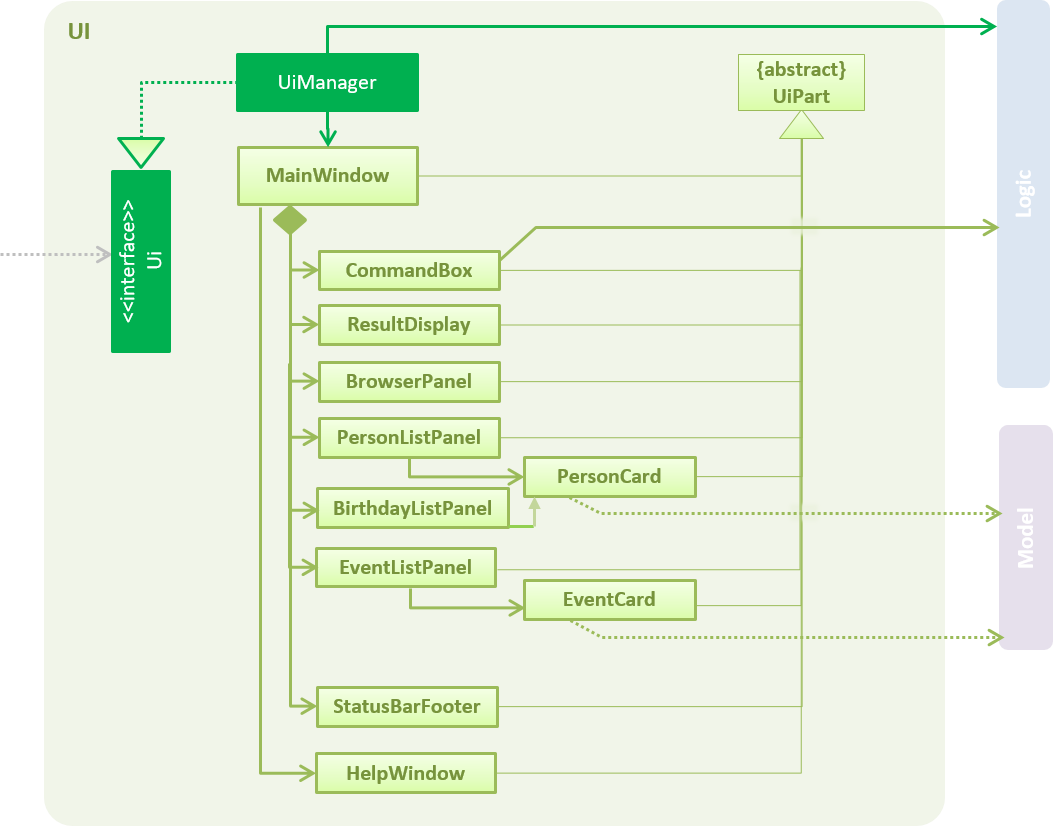 UI
UiManager
{abstract}
UiPart
MainWindow
Logic
<<interface>>
Ui
CommandBox
ResultDisplay
BrowserPanel
PersonListPanel
PersonCard
BirthdayListPanel
Model
EventListPanel
EventCard
StatusBarFooter
HelpWindow